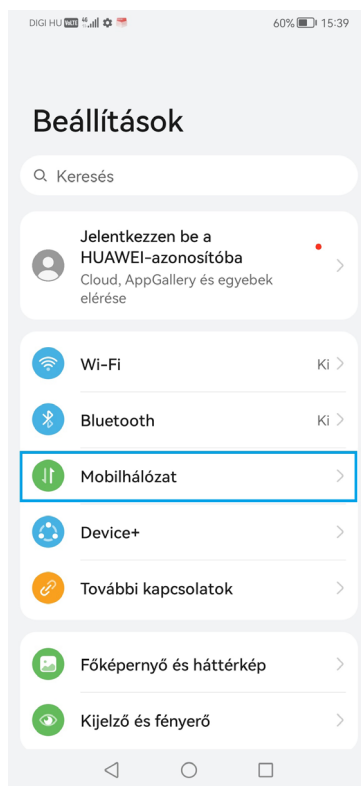 DIGI HU VoLTE 60% 15:39
Beállítások
Keresés
Jelentkezzen be a
HUAWEI-azonosítóba
Cloud, AppGallery és egyebek
elérése
Wi-Fi Ki
Bluetooth Ki
Mobilhálózat
Device+
További kapcsolatok
Főképernyő és háttérkép
Kijelző és fényerő